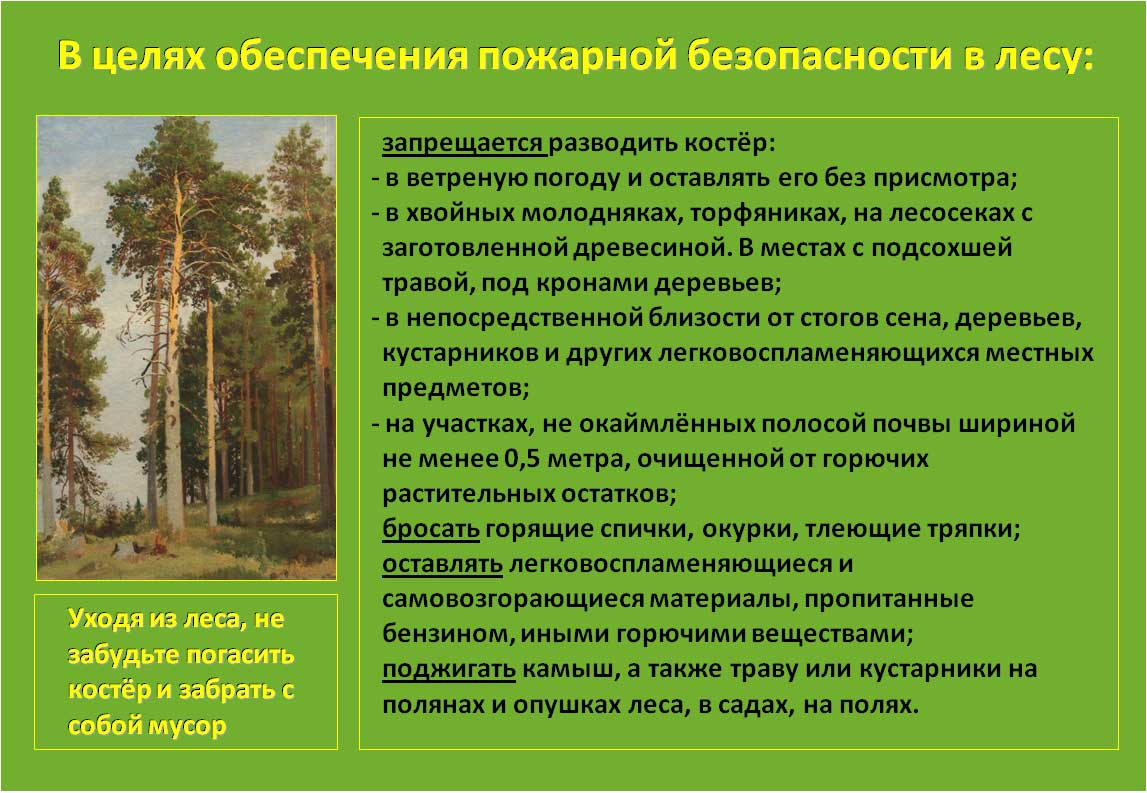 В целях обеспечения пожарной безопасности в лесу:
запрещается разводить костёр:
- в ветреную погоду и оставлять его без присмотра;
- в хвойных молодняках, торфяниках, на лесосеках с
заготовленной древесиной. В местах с подсохшей
травой, под кронами деревьев;
- в непосредственной близости от стогов сена, деревьев,
кустарников и других легковоспламеняющихся местных
предметов;
- на участках, не окаймлённых полосой почвы шириной
не менее 0,5 метра, очищенной от горючих
растительных остатков;
бросать горящие спички, окурки, тлеющие тряпки;
оставлять легковоспламеняющиеся и
самовозгорающиеся материалы, пропитанные
бензином, иными горючими веществами;
поджигать камыш, а также траву или кустарники на
полянах и опушках леса, в садах, на полях.
Уходя из леса, не
забудьте погасить
костёр и забрать с
собой мусор